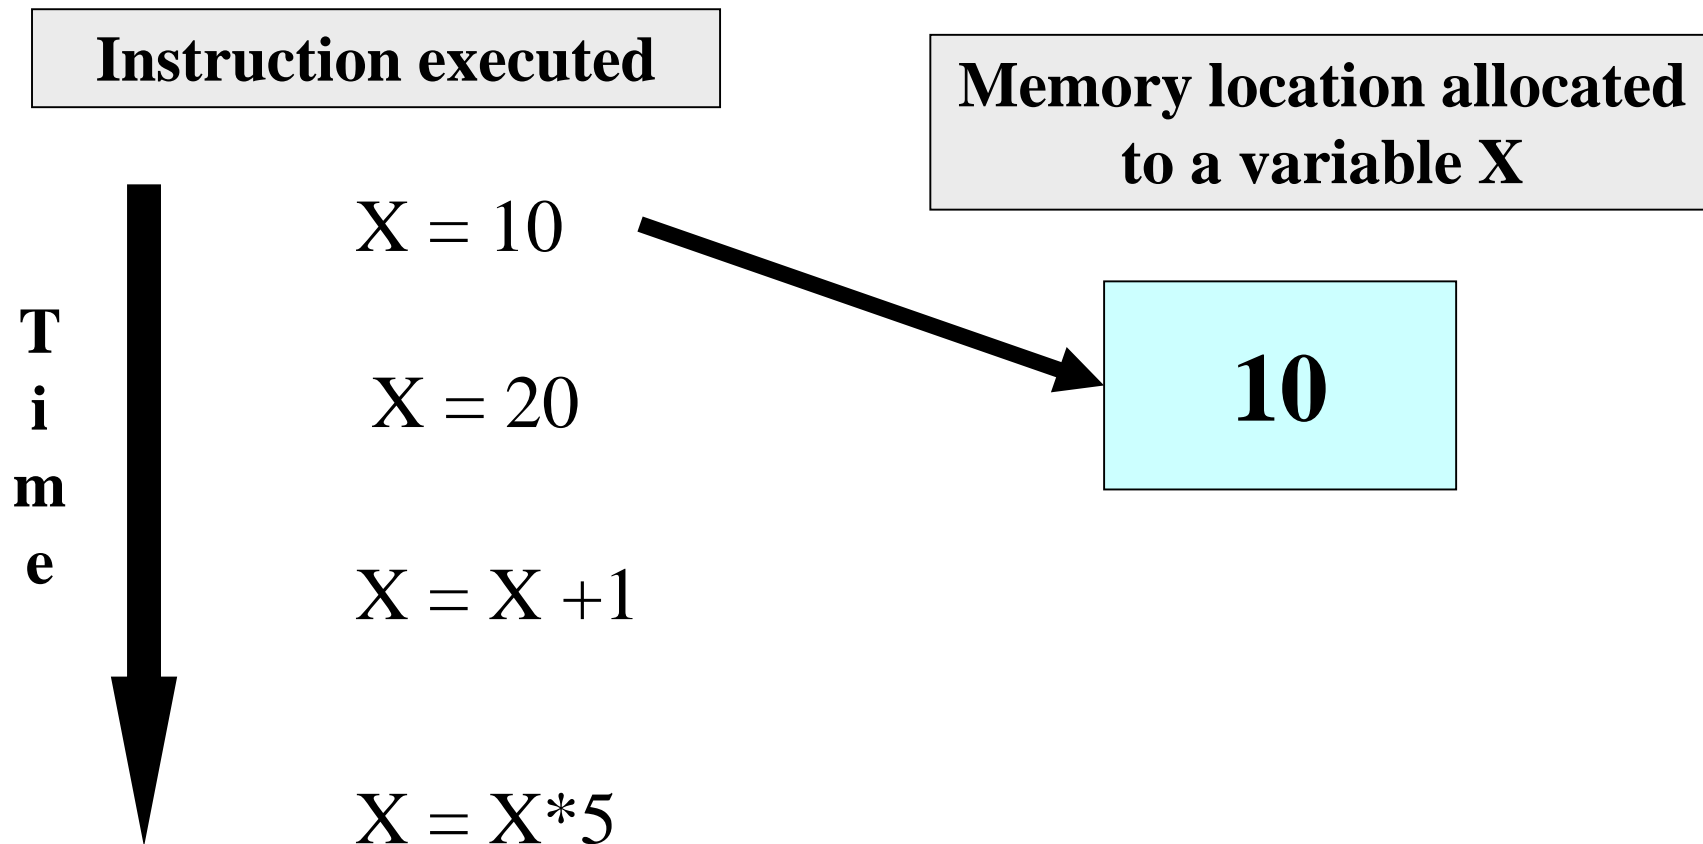 Instruction executed
Memory location allocated
to a variable X
T
i
m
e
X = 10
X = 20
X = X +1
X = X*5
10